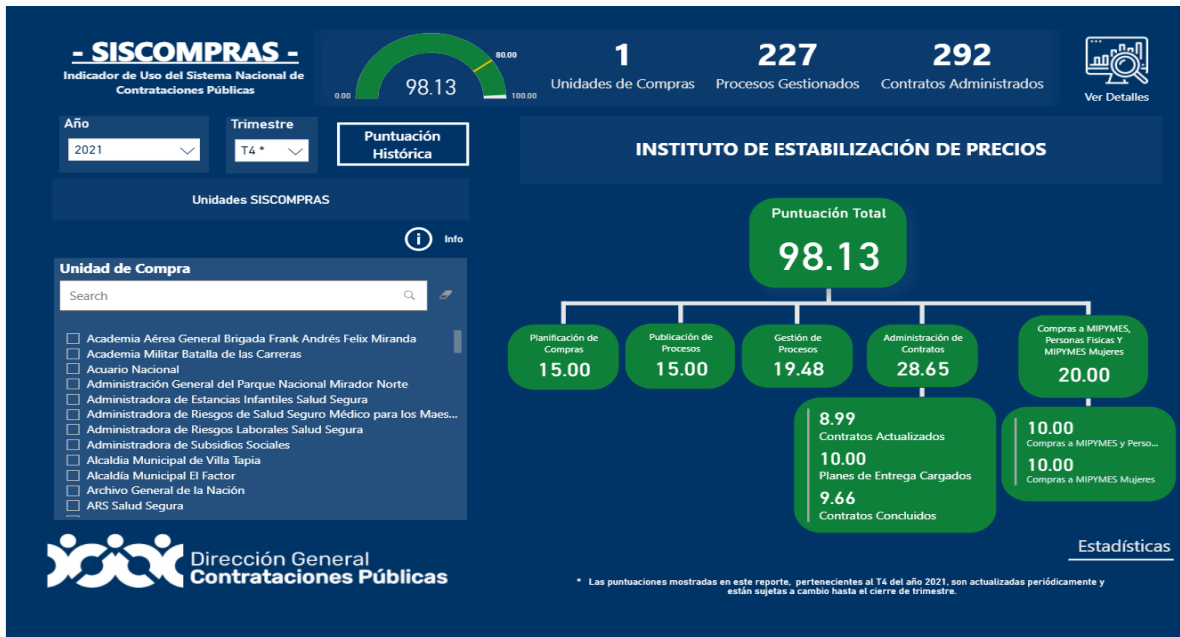 - SISCOMPRAS -
Indicador de Uso del Sistema Nacional de
Contrataciones Públicas
0.00
98.13
80.00
100.00
1
Unidades de Compras
227
Procesos Gestionados
292
Contratos Administrados
Ver Detalles
Año
2021
Trimestre
T4 *
Puntuación
Histórica
INSTITUTO DE ESTABILIZACIÓN DE PRECIOS
Unidades SISCOMPRAS
i Info
Unidad de Compra
Search
Academia Aérea General Brigada Frank Andrés Felix Miranda
Academia Militar Batalla de las Carreras
Acuario Nacional
Administración General del Parque Nacional Mirador Norte
Administradora de Estancias Infantiles Salud Segura
Administradora de Riesgos de Salud Seguro Médico para los Maes...
Administradora de Riesgos Laborales Salud Segura
Administradora de Subsidios Sociales
Alcaldia Municipal de Villa Tapia
Alcaldía Municipal El Factor
Archivo General de la Nación
ARS Salud Segura
Puntuación Total
98.13
Planificación de
Compras
15.00
Publicación de
Procesos
15.00
Gestión de
Procesos
19.48
Administración de
Contratos
28.65
Compras a MIPYMES,
Personas Fisicas Y
MIPYMES Mujeres
20.00
8.99
Contratos Actualizados
10.00
Planes de Entrega Cargados
9.66
Contratos Concluidos
10.00
Compras a MIPYMES y Perso...
10.00
Compras a MIPYMES Mujeres
Dirección General
Contrataciones Públicas
Estadísticas
* Las puntuaciones mostradas en este reporte, pertenecientes al T4 del año 2021, son actualizadas periódicamente y
están sujetas a cambio hasta el cierre de trimestre.